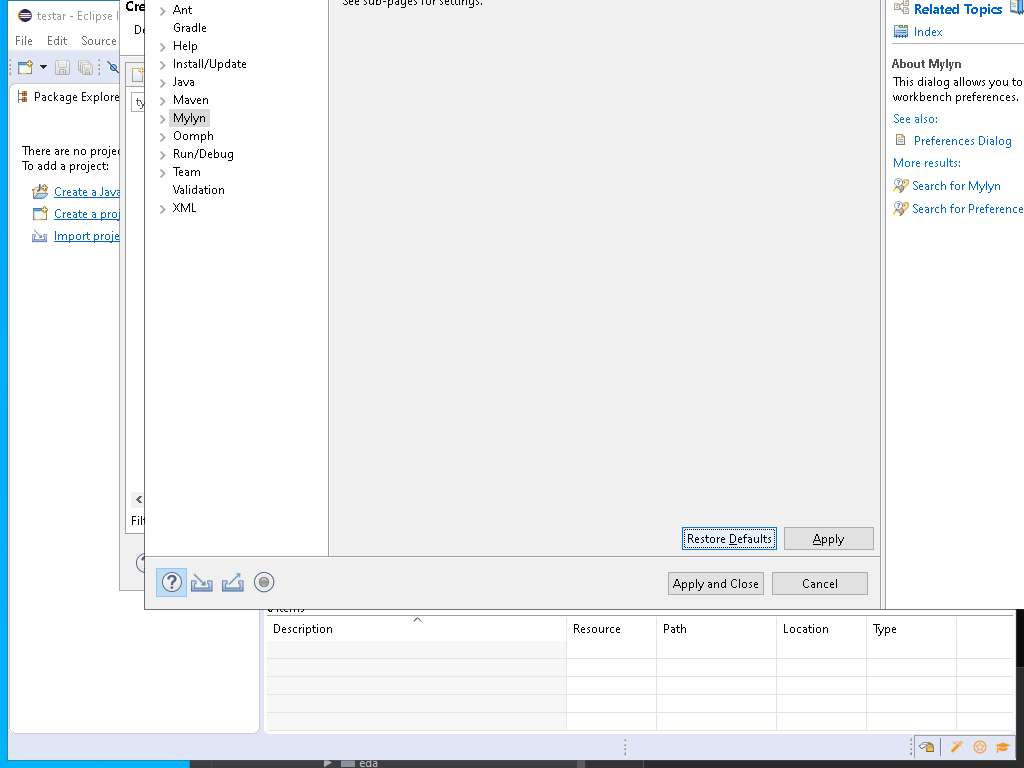 testar - Eclipse I
File Edit Source
Package Explore
There are no projec
To add a project:
Create a Java
Create a proj
Import proje
Cre
De
ty
<
Filt
See sub-pages for settings.
Ant
Gradle
Help
Install/Update
Java
Maven
Mylyn
Oomph
Run/Debug
Team
Validation
XML
Restore Defaults
Apply
Apply and Close
Cancel
Related Topics
Index
About Mylyn
This dialog allows you to
workbench preferences.
See also:
Preferences Dialog
More results:
Search for Mylyn
Search for Preference
0 items
Description Resource Path Location Type
eda